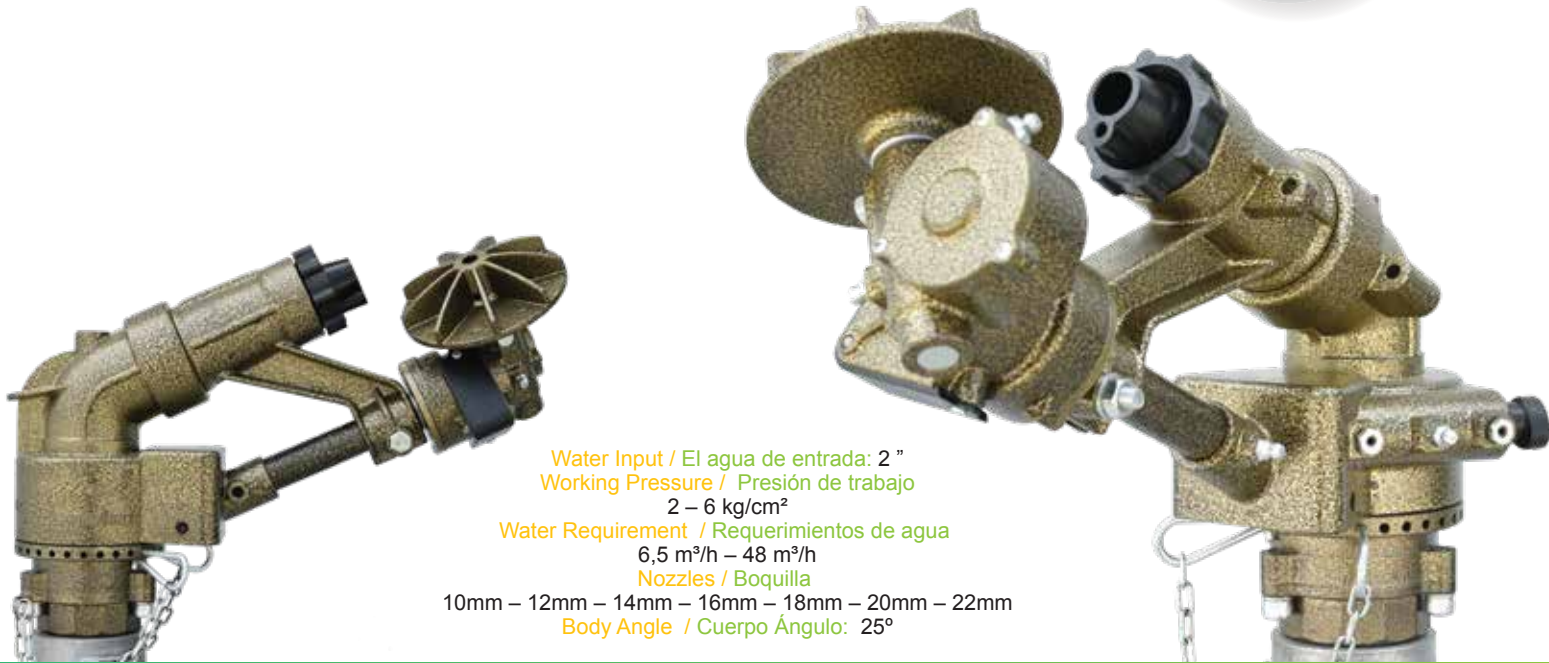 Water Input / El agua de entrada: 2 ”
Working Pressure / Presión de trabajo
2 – 6 kg/cm²
Water Requirement / Requerimientos de agua
6,5 m³/h – 48 m³/h
Nozzles / Boquilla
10mm – 12mm – 14mm – 16mm – 18mm – 20mm – 22mm
Body Angle / Cuerpo Ángulo: 25º